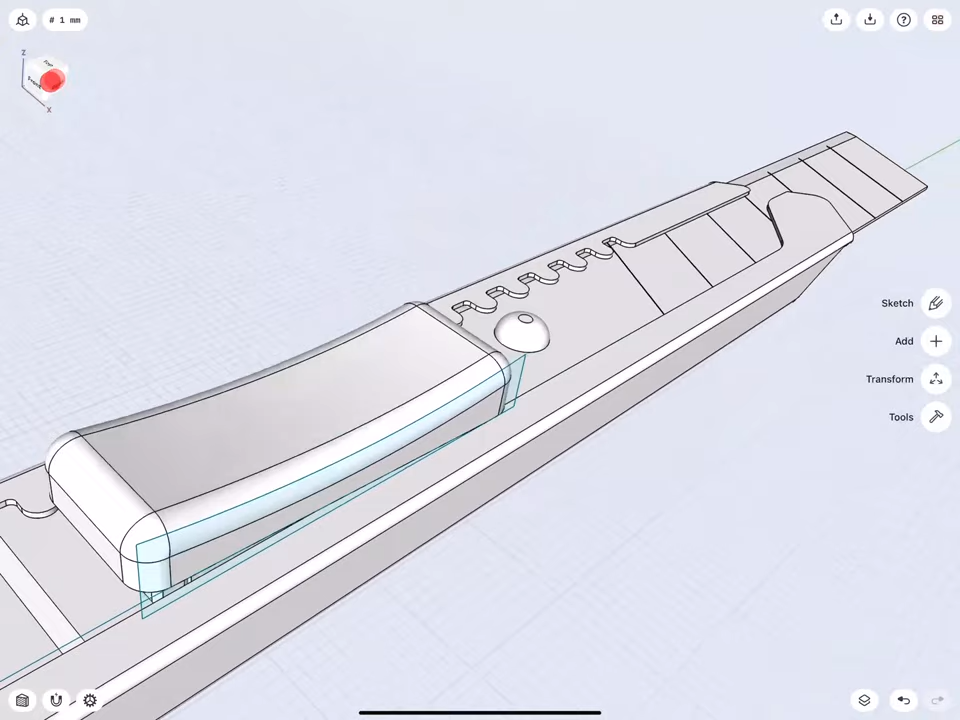 # 1 mm
Z
X
Sketch
Add
Transform
Tools